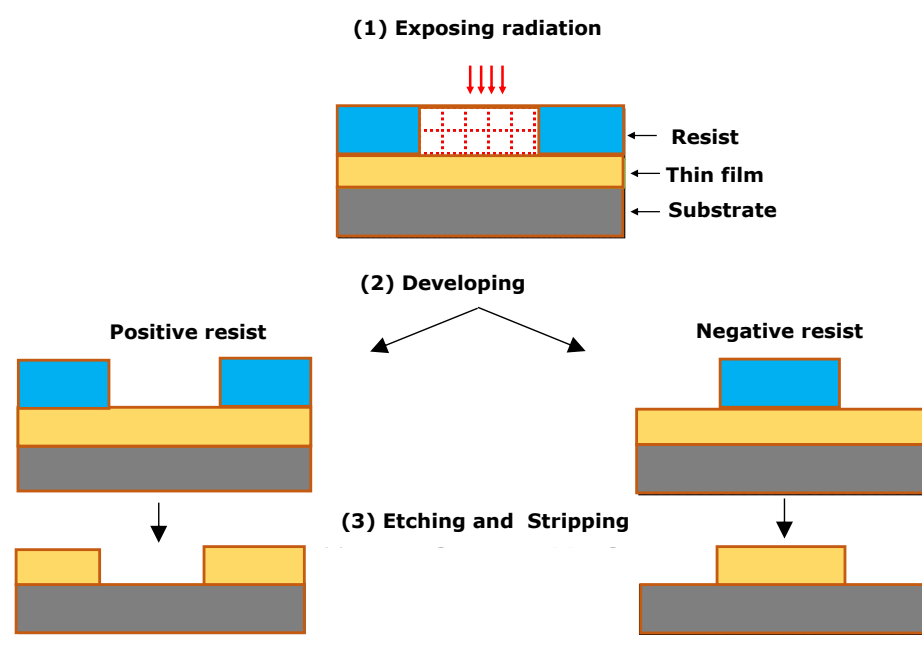 (1) Exposing radiation
Resist
Thin film
Substrate
(2) Developing
Positive resist
Negative resist
(3) Etching and  Stripping